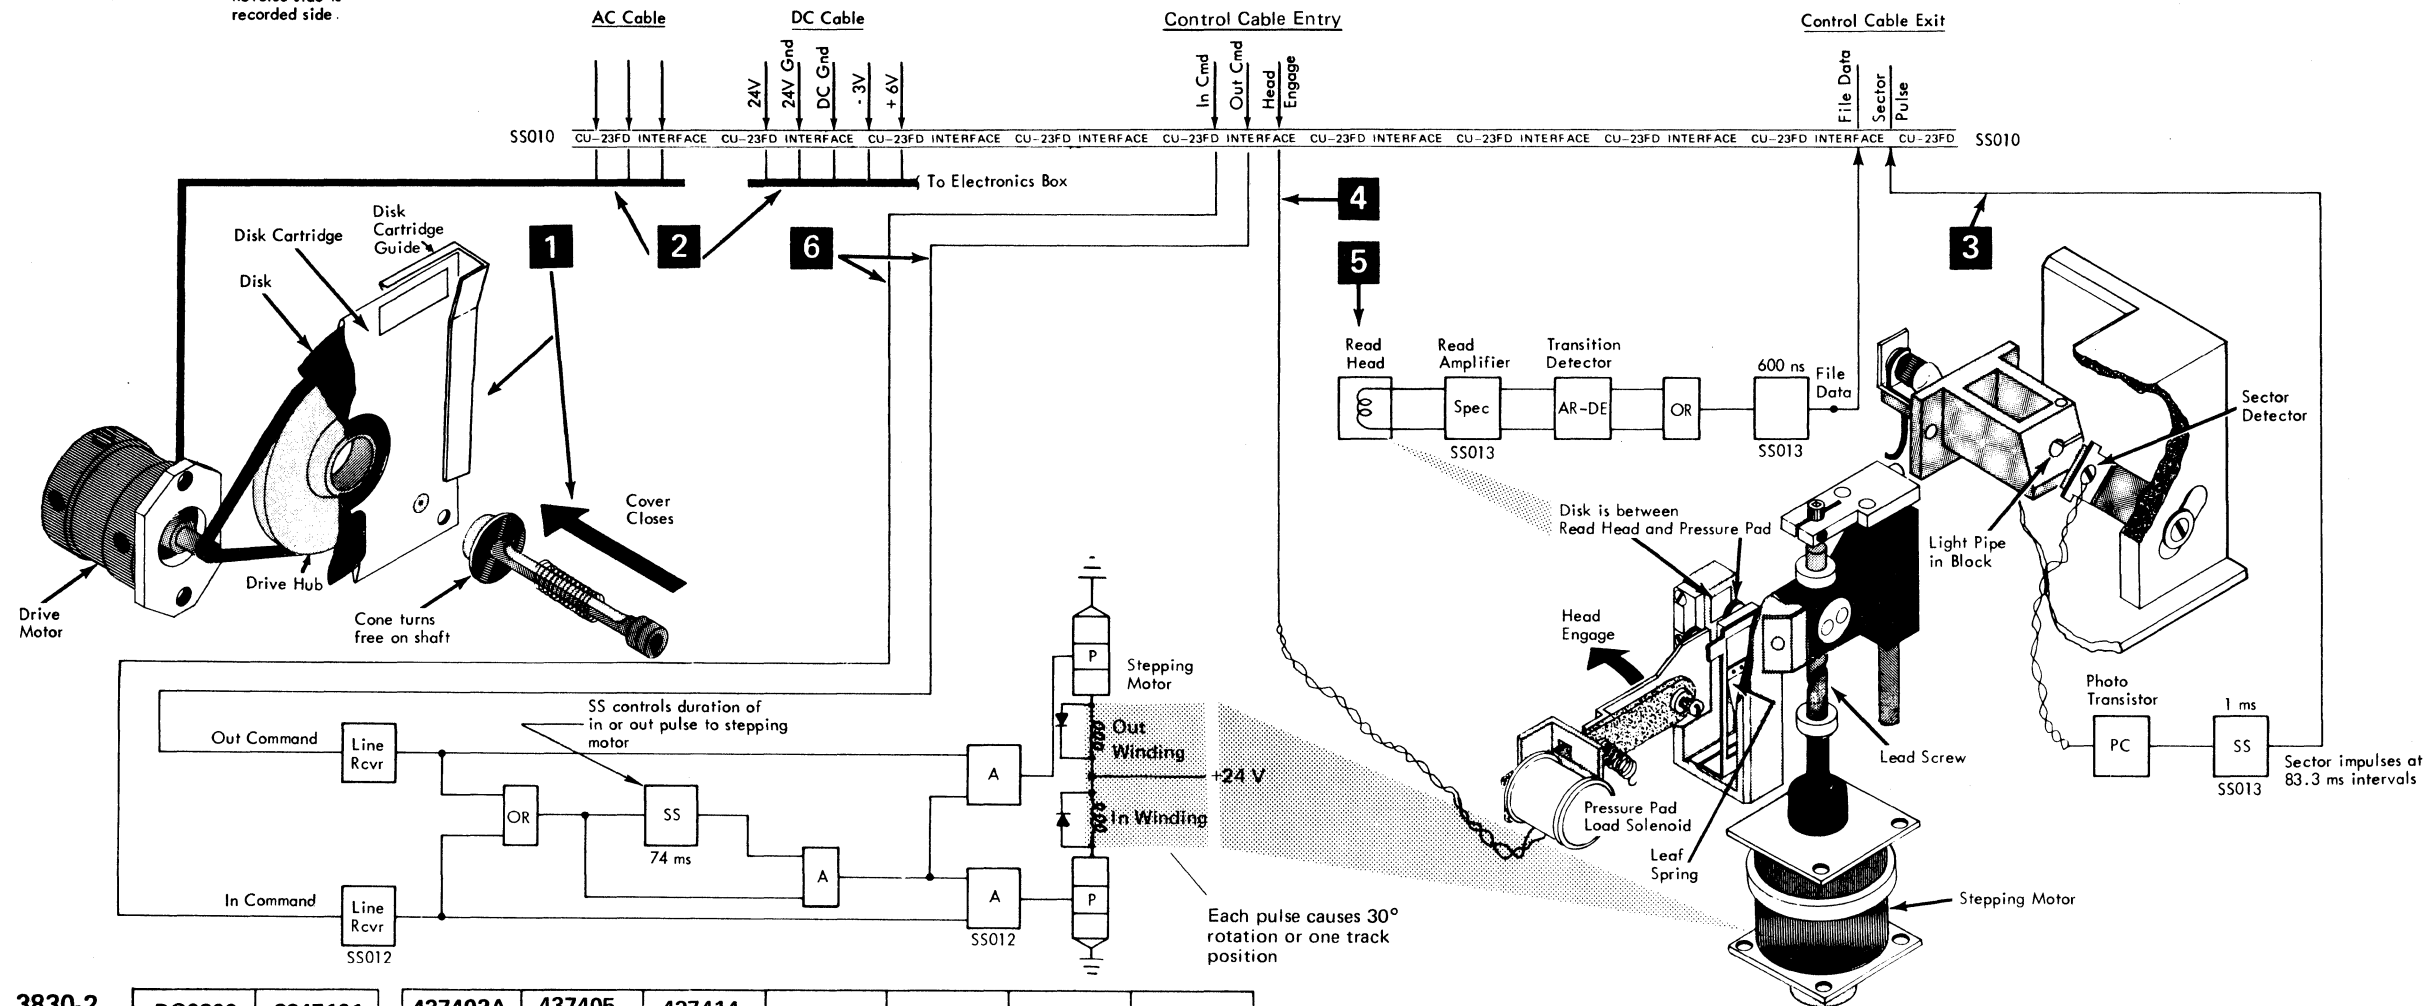 recorded side.
AC Cable
DC Cable
Control Cable Entry
Control Cable Exit
24V
24V Gnd
DC Gnd
- 3V
+ 6V
In Cmd
Out Cmd
Head
Engage
File Data
Sector
Pulse
SS010
CU-23FD INTERFACE CU-23FD INTERFACE CU-23FD INTERFACE CU-23FD INTERFACE CU-23FD INTERFACE CU-23FD INTERFACE CU-23FD INTERFACE CU-23FD INTERFACE CU-23FD INTERFACE CU-23FD
SS010
To Electronics Box
1
2
6
4
5
3
Disk
Cartridge
Guide
Disk Cartridge
Disk
Drive
Motor
Drive Hub
Cone turns
free on shaft
Cover
Closes
Read
Head
Read
Amplifier
Transition
Detector
600 ns
File
Data
Spec
AR-DE
OR
SS013
SS013
Disk is between
Read Head and Pressure Pad
Sector
Detector
Light Pipe
in Block
Head
Engage
Pressure Pad
Load Solenoid
Leaf
Spring
Lead Screw
Stepping Motor
Photo
Transistor
1 ms
PC
SS
SS013
Sector impulses at
83.3 ms intervals
SS controls duration of
in or out pulse to stepping
motor
Out Command
Line
Rcvr
OR
SS
74 ms
A
A
A
In Command
Line
Rcvr
SS012
SS012
P
P
Stepping
Motor
Out
Winding
+24 V
In Winding
Each pulse causes 30°
rotation or one track
position
3830-2
437405
437414